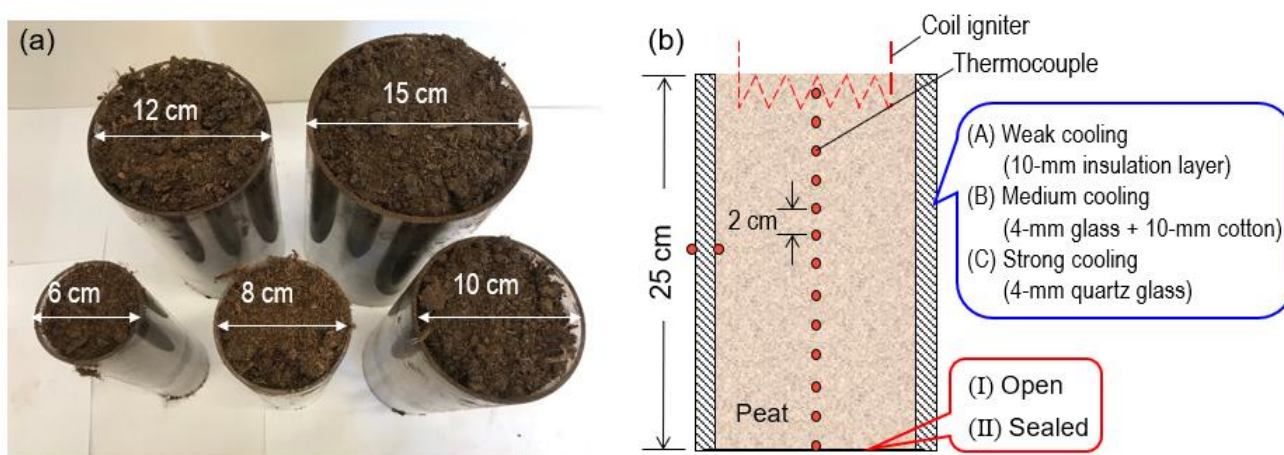 (a)
12 cm
15 cm
6 cm
8 cm
10 cm
(b)
Coil igniter
Thermocouple
25 cm
2 cm
Peat
(A) Weak cooling
(10-mm insulation layer)
(B) Medium cooling
(4-mm glass + 10-mm cotton)
(C) Strong cooling
(4-mm quartz glass)
(I) Open
(II) Sealed